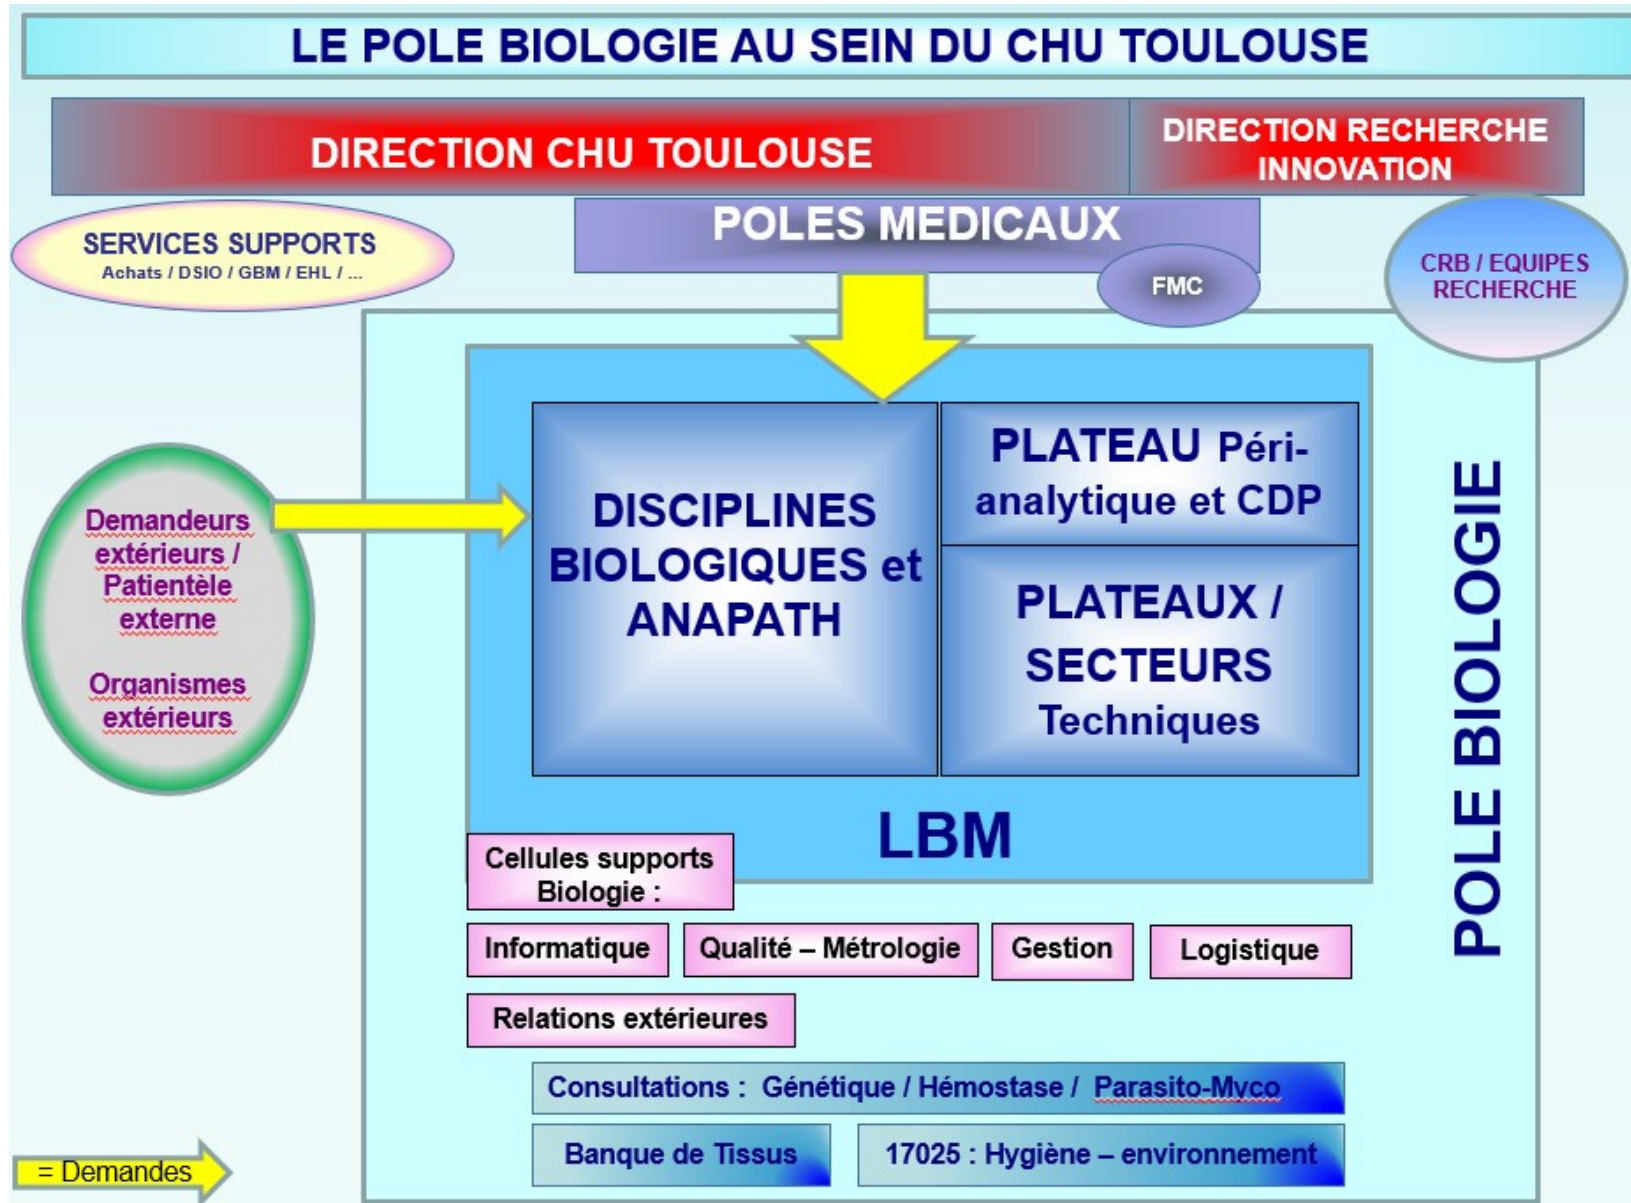 LE POLE BIOLOGIE AU SEIN DU CHU TOULOUSE
DIRECTION CHU TOULOUSE
DIRECTION RECHERCHE
INNOVATION
SERVICES SUPPORTS
Achats / DSIO / GBM / EHL / ...
POLES MEDICAUX
FMC
CRB / EQUIPES
RECHERCHE
Demandeurs
extérieurs /
Patientèle
externe
Organismes
extérieurs
DISCIPLINES
BIOLOGIQUES et
ANAPATH
PLATEAU Péri-
analytique et CDP
PLATEAUX /
SECTEURS
Techniques
LBM
POLE BIOLOGIE
Cellules supports
Biologie :
Informatique
Qualité – Métrologie
Gestion
Logistique
Relations extérieures
Consultations : Génétique / Hémostase / Parasito-Myco
Banque de Tissus
17025 : Hygiène – environnement
= Demandes